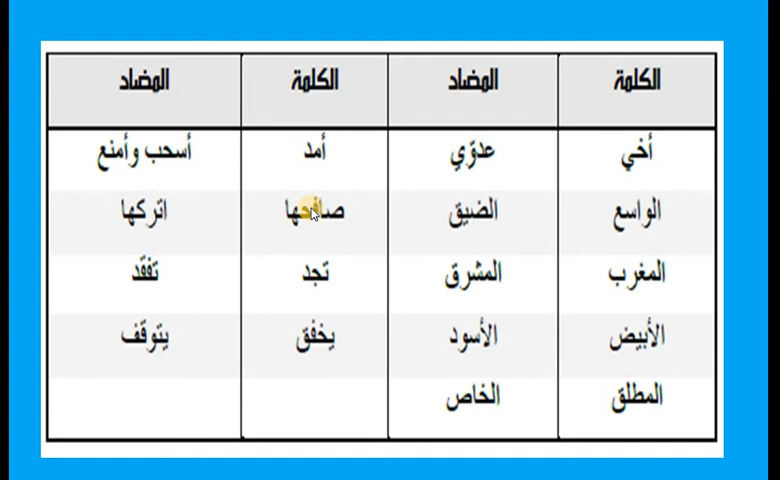 الكلمة المضاد الكلمة المضاد
أخي عدوّي أمد أسحب وأمنع
الواسع الضيق صافحها اتركها
المغرب المشرق تجد تفقد
الأبيض الأسود يخفق يتوقف
المطلق الخاص